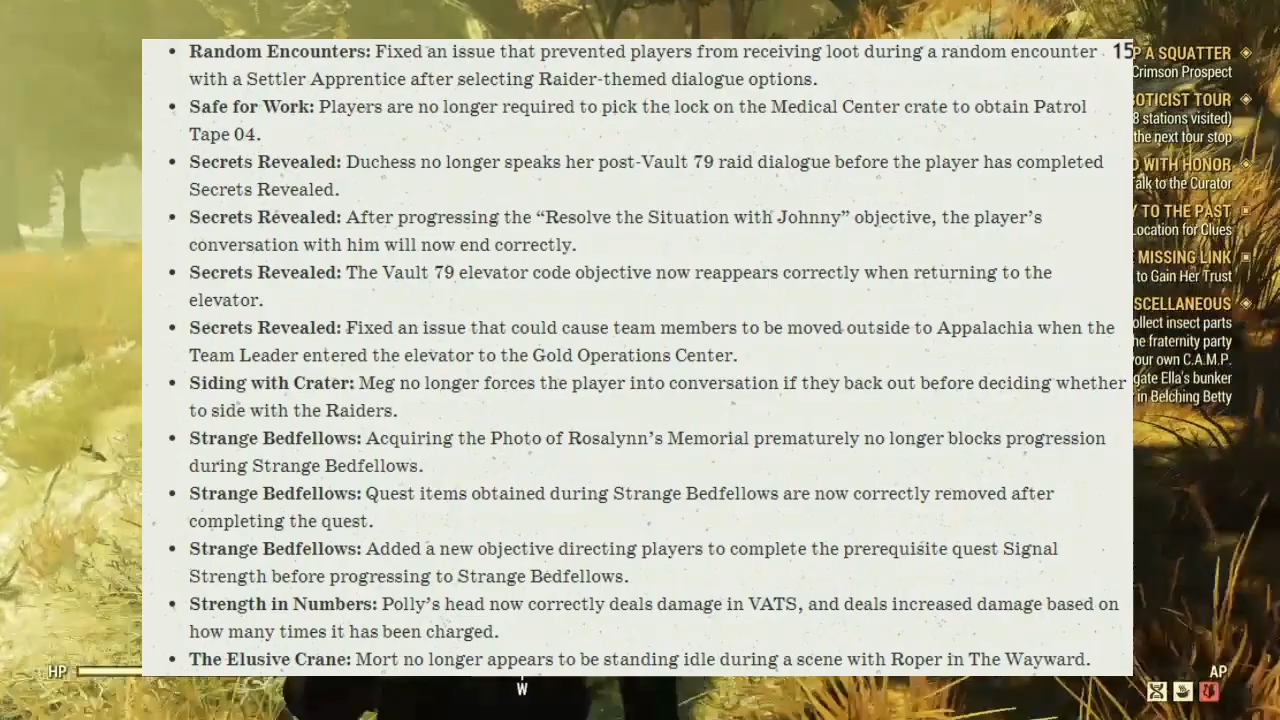 • Random Encounters: Fixed an issue that prevented players from receiving loot during a random encounter
with a Settler Apprentice after selecting Raider-themed dialogue options.
• Safe for Work: Players are no longer required to pick the lock on the Medical Center crate to obtain Patrol
Tape 04.
• Secrets Revealed: Duchess no longer speaks her post-Vault 79 raid dialogue before the player has completed
Secrets Revealed.
• Secrets Revealed: After progressing the “Resolve the Situation with Johnny” objective, the player’s
conversation with him will now end correctly.
• Secrets Revealed: The Vault 79 elevator code objective now reappears correctly when returning to the
elevator.
• Secrets Revealed: Fixed an issue that could cause team members to be moved outside to Appalachia when the
Team Leader entered the elevator to the Gold Operations Center.
• Siding with Crater: Meg no longer forces the player into conversation if they back out before deciding whether
to side with the Raiders.
• Strange Bedfellows: Acquiring the Photo of Rosalynn’s Memorial prematurely no longer blocks progression
during Strange Bedfellows.
• Strange Bedfellows: Quest items obtained during Strange Bedfellows are now correctly removed after
completing the quest.
• Strange Bedfellows: Added a new objective directing players to complete the prerequisite quest Signal
Strength before progressing to Strange Bedfellows.
• Strength in Numbers: Polly’s head now correctly deals damage in VATS, and deals increased damage based on
how many times it has been charged.
• The Elusive Crane: Mort no longer appears to be standing idle during a scene with Roper in The Wayward.
15
P A SQUATTER
Crimson Prospect
OTICIST TOUR
8 stations visited)
the next tour stop
WITH HONOR
alk to the Curator
Y TO THE PAST
Location for Clues
MISSING LINK
to Gain Her Trust
SCELLANEOUS
ollect insect parts
he fraternity party
your own C.A.M.P.
gate Ella's bunker
in Belching Betty
HP
W
AP